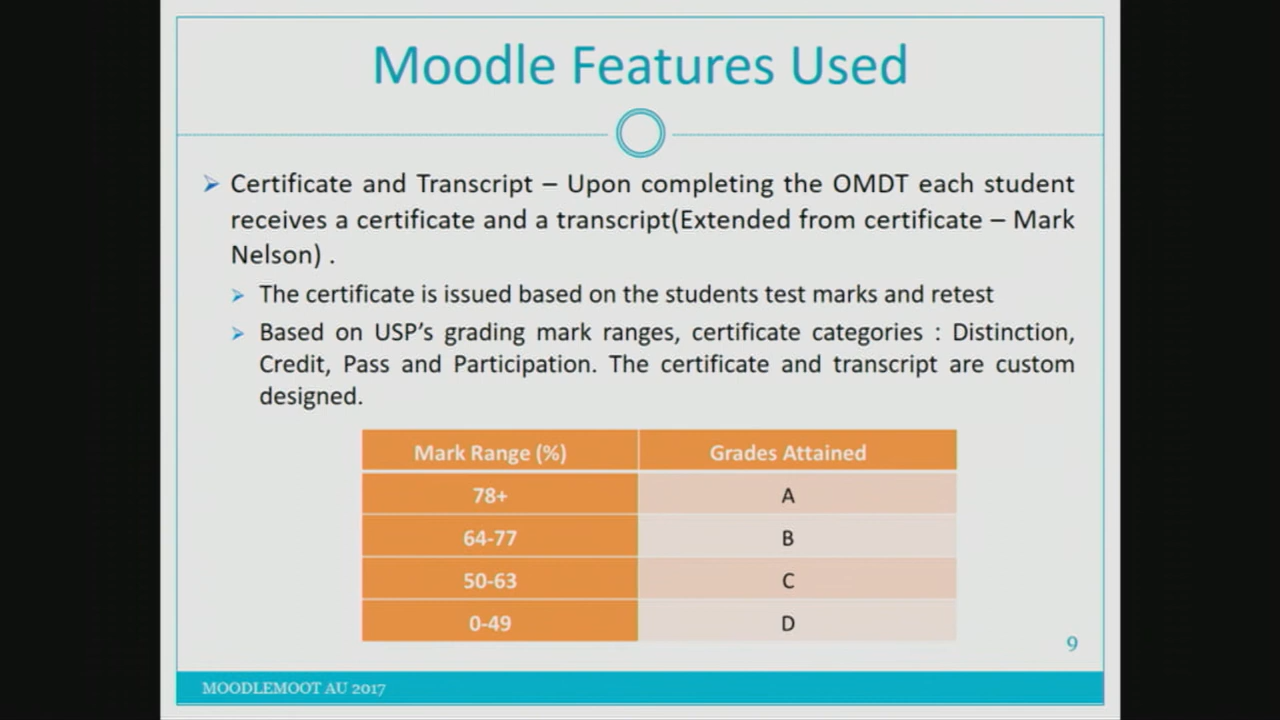 Moodle Features Used
Certificate and Transcript – Upon completing the OMDT each student
receives a certificate and a transcript(Extended from certificate – Mark
Nelson) .
The certificate is issued based on the students test marks and retest
Based on USP's grading mark ranges, certificate categories : Distinction,
Credit, Pass and Participation. The certificate and transcript are custom
designed.
Mark Range (%) Grades Attained
78+ A
64-77 B
50-63 C
0-49 D
9
MOODLEMOOT AU 2017